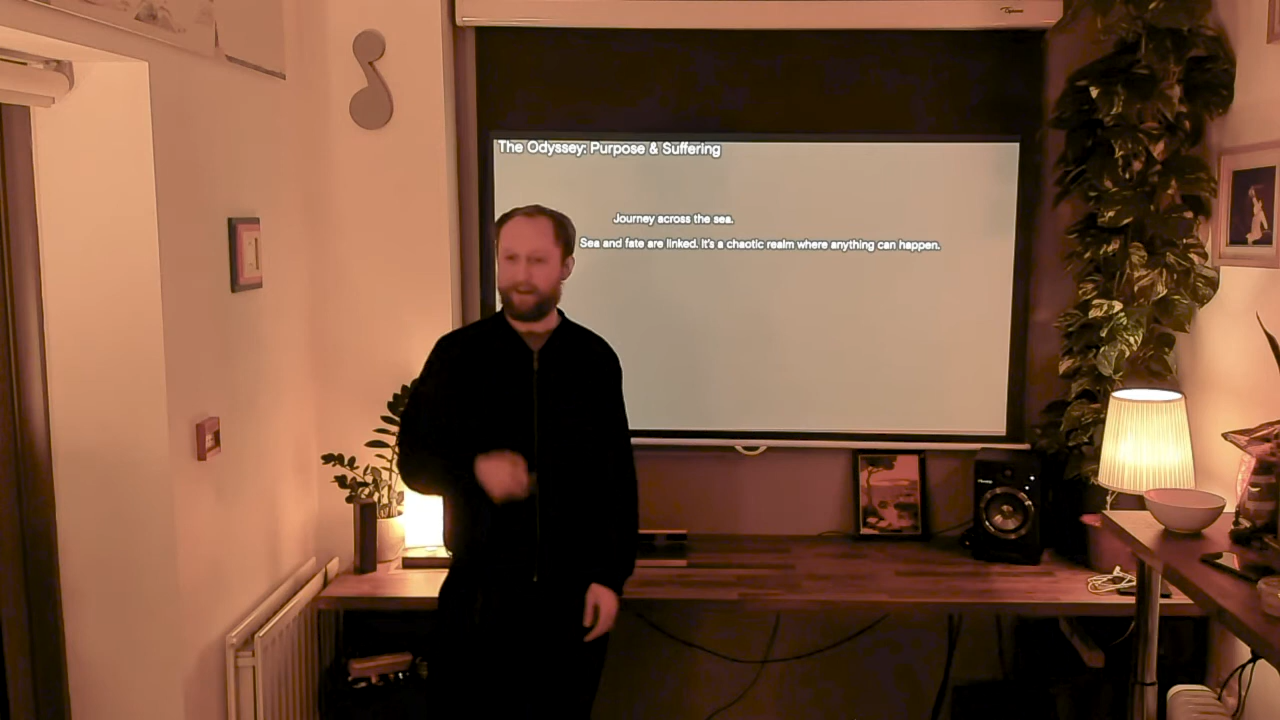 The Odyssey: Purpose & Suffering
Journey across the sea.
Sea and fate are linked. It's a chaotic realm where anything can happen.